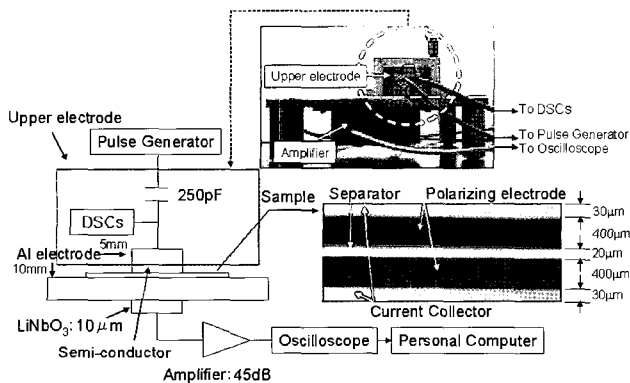 Upper electrode
To DSCs
To Pulse Generator
To Oscilloscope
Amplifier
Upper electrode
Pulse Generator
250pF
DSCs
5mm
Al electrode
10mm
Sample
Separator
Polarizing electrode
30μm
400μm
20μm
400μm
30μm
Current Collector
LiNbO₃: 10μm
Semi-conductor
Amplifier: 45dB
Oscilloscope
Personal Computer